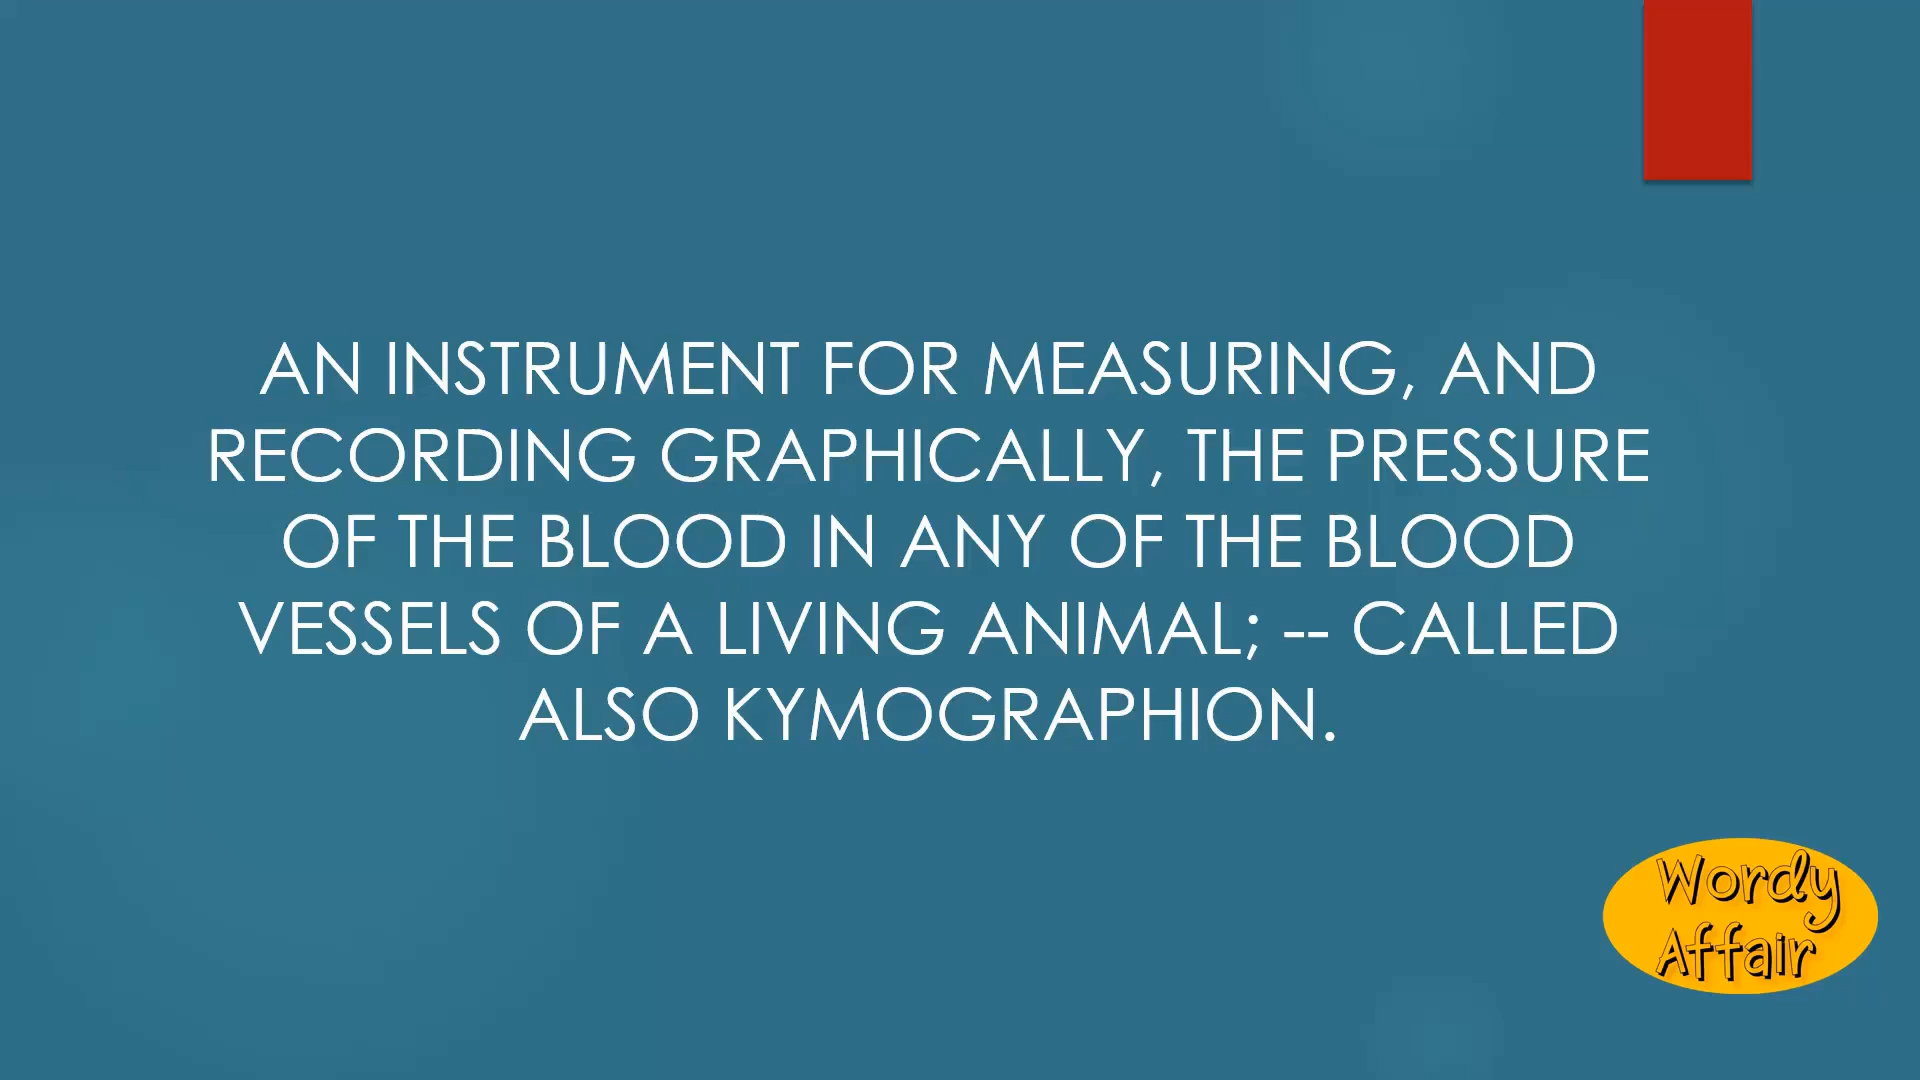 AN INSTRUMENT FOR MEASURING, AND
RECORDING GRAPHICALLY, THE PRESSURE
OF THE BLOOD IN ANY OF THE BLOOD
VESSELS OF A LIVING ANIMAL; -- CALLED
ALSO KYMOGRAPHION.
Wordy
Affair